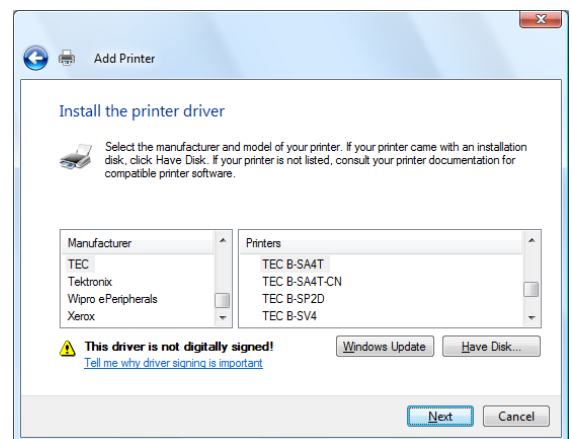 Add Printer
Install the printer driver
Select the manufacturer and model of your printer. If your printer came with an installation
disk, click Have Disk. If your printer is not listed, consult your printer documentation for
compatible printer software.
Manufacturer
TEC
Tektronix
Wipro ePeripherals
Xerox
Printers
TEC B-SA4T
TEC B-SA4T-CN
TEC B-SP2D
TEC B-SV4
This driver is not digitally signed!
Tell me why driver signing is important
Windows Update
Have Disk...
Next
Cancel